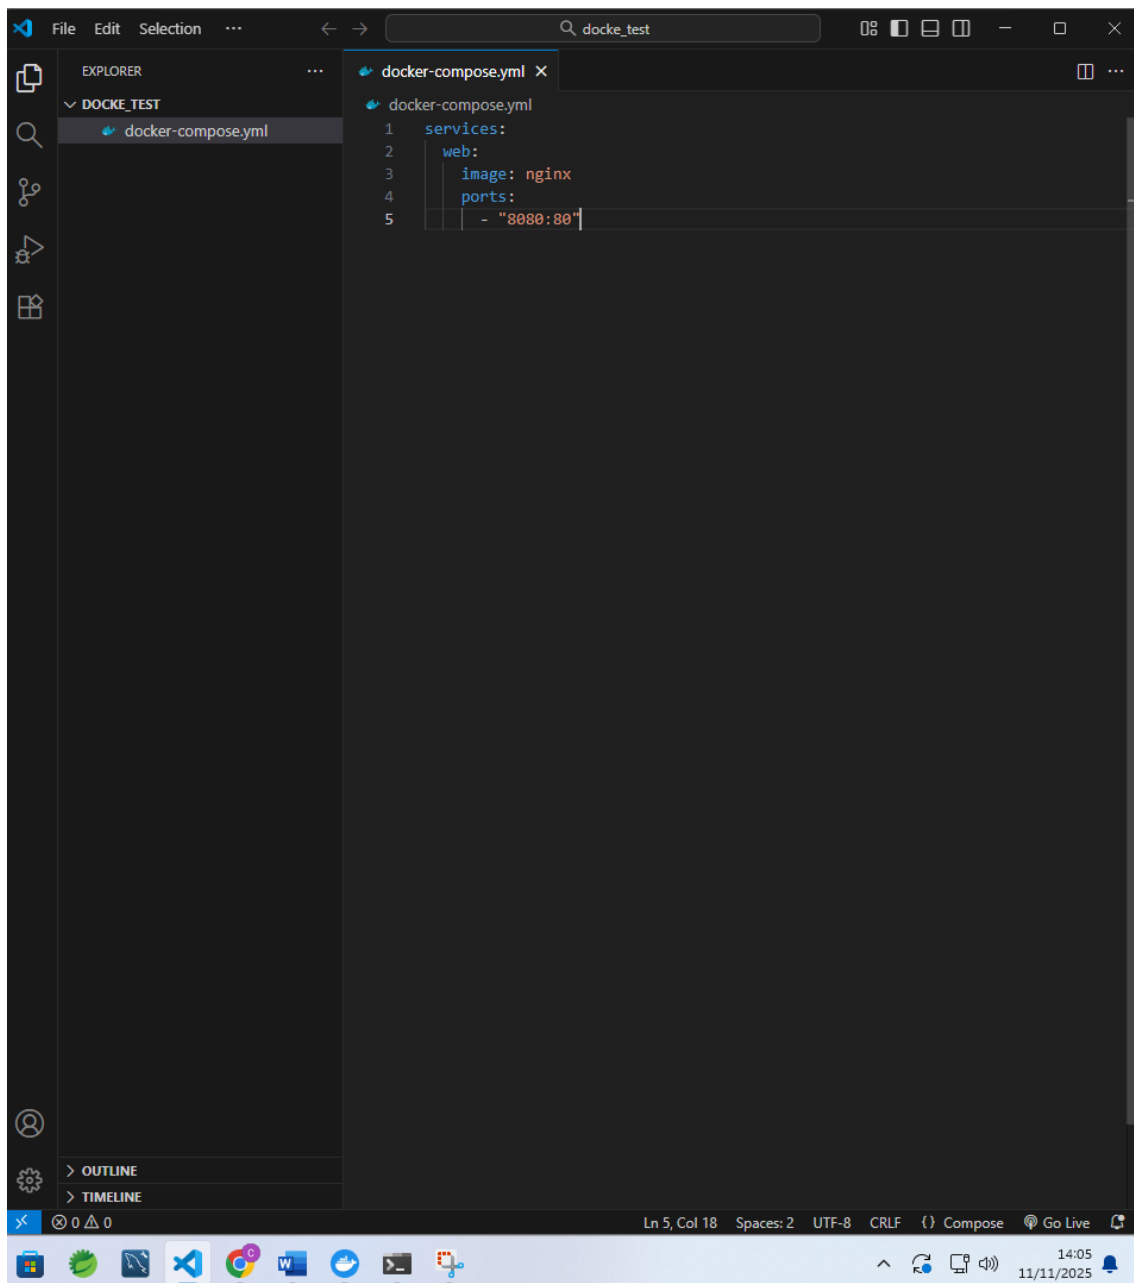 File Edit Selection ··· docke_test
EXPLORER ···
DOCKE_TEST
docker-compose.yml
docker-compose.yml
docker-compose.yml
1 services:
2 web:
3 image: nginx
4 ports:
5 - "8080:80"
OUTLINE
TIMELINE
0 0 Ln 5, Col 18 Spaces: 2 UTF-8 CRLF {} Compose Go Live
C
W
14:05
11/11/2025